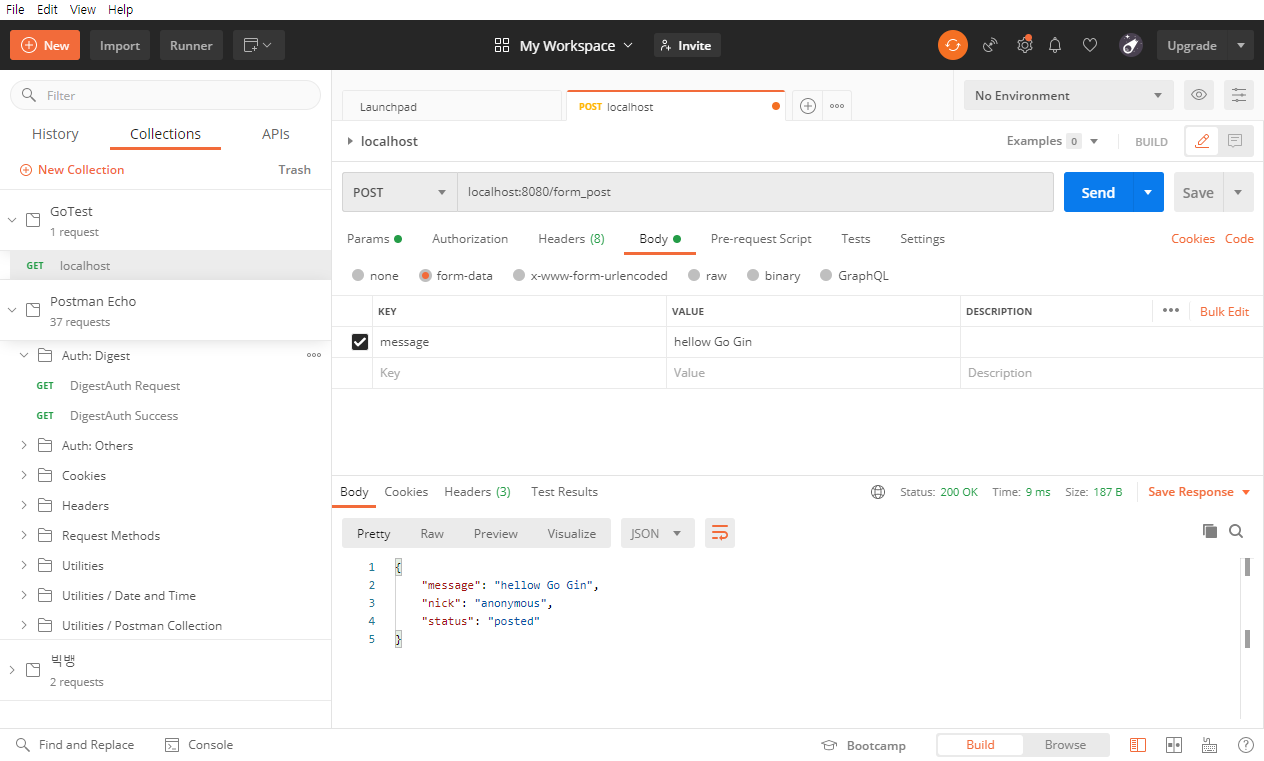 File Edit View Help
New Import Runner My Workspace Invite Upgrade
Filter
History Collections APIs
New Collection Trash
GoTest
1 request
GET localhost
Postman Echo
37 requests
Auth: Digest
GET DigestAuth Request
GET DigestAuth Success
Auth: Others
Cookies
Headers
Request Methods
Utilities
Utilities / Date and Time
Utilities / Postman Collection
빅뱅
2 requests
Launchpad POST localhost No Environment
localhost Examples 0 BUILD
POST localhost:8080/form_post Send Save
Params Authorization Headers (8) Body Pre-request Script Tests Settings Cookies Code
none form-data x-www-form-urlencoded raw binary GraphQL
KEY VALUE DESCRIPTION Bulk Edit
message hellow Go Gin
Key Value Description
Body Cookies Headers (3) Test Results Status: 200 OK Time: 9 ms Size: 187 B Save Response
Pretty Raw Preview Visualize JSON
1 {
2 "message": "hellow Go Gin",
3 "nick": "anonymous",
4 "status": "posted"
5 }
Find and Replace Console Bootcamp Build Browse